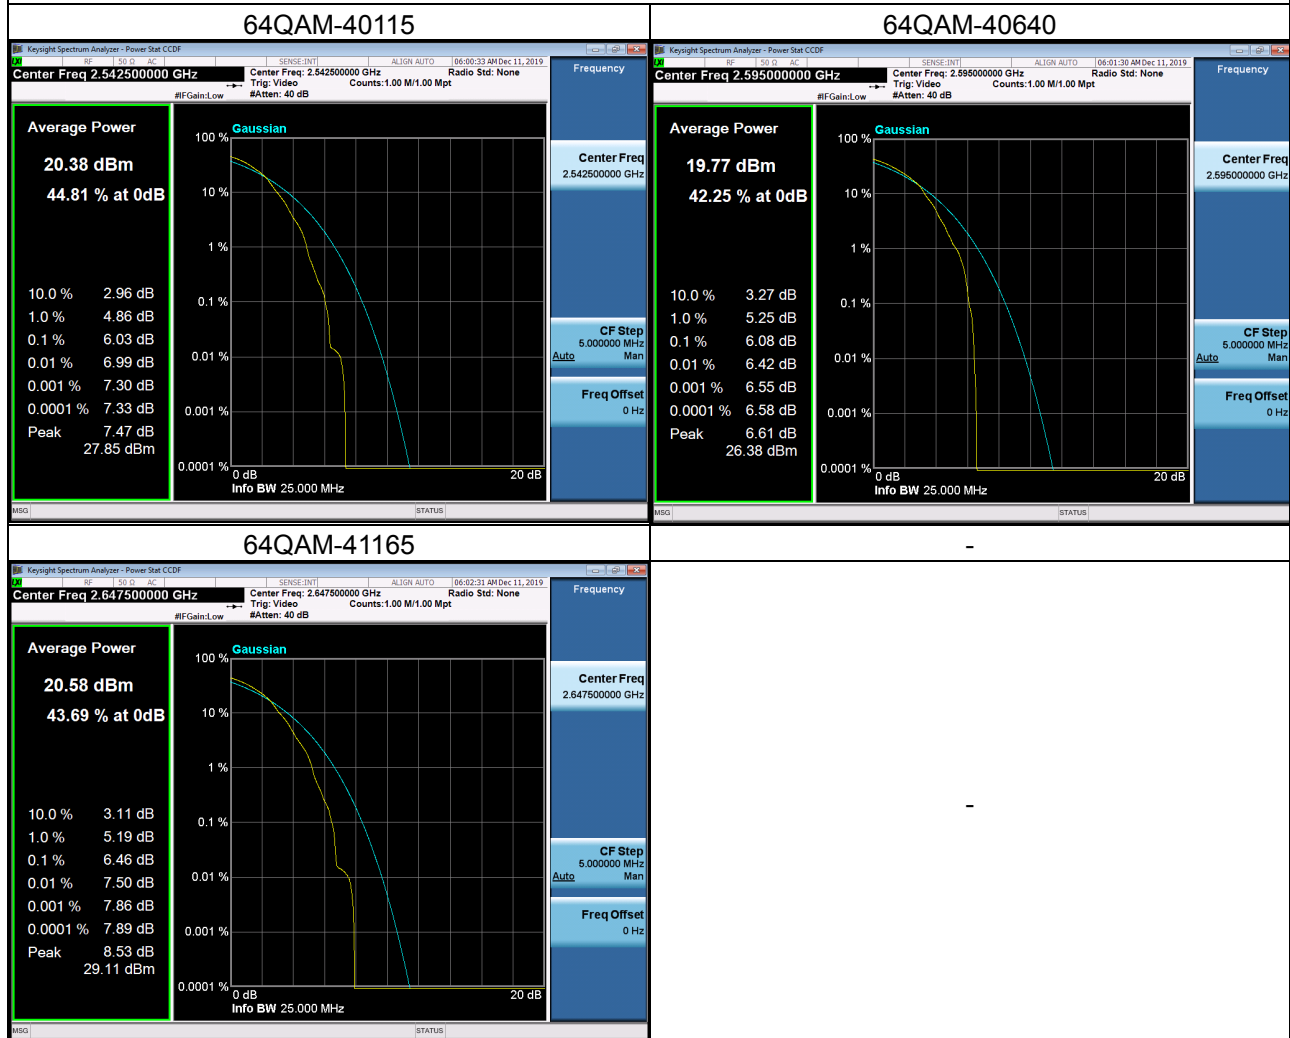 64QAM-40115
64QAM-40640
Keysight Spectrum Analyzer - Power Stat CCDF
LXI RF 50 Ω AC SENSE:INT ALIGN AUTO 06:00:33 AM Dec 11, 2019
Center Freq 2.542500000 GHz
Center Freq: 2.542500000 GHz Radio Std: None
Trig: Video Counts:1.00 M/1.00 Mpt
#IFGain:Low #Atten: 40 dB
Frequency
Average Power
20.38 dBm
44.81 % at 0dB
10.0 % 2.96 dB
1.0 % 4.86 dB
0.1 % 6.03 dB
0.01 % 6.99 dB
0.001 % 7.30 dB
0.0001 % 7.33 dB
Peak 7.47 dB
27.85 dBm
Gaussian
100 %
10 %
1 %
0.1 %
0.01 %
0.001 %
0.0001 %
0 dB 20 dB
Info BW 25.000 MHz
Center Freq
2.542500000 GHz
CF Step
5.000000 MHz
Auto Man
Freq Offset
0 Hz
MSG STATUS
Keysight Spectrum Analyzer - Power Stat CCDF
LXI RF 50 Ω AC SENSE:INT ALIGN AUTO 06:01:30 AM Dec 11, 2019
Center Freq 2.595000000 GHz
Center Freq: 2.595000000 GHz Radio Std: None
Trig: Video Counts:1.00 M/1.00 Mpt
#IFGain:Low #Atten: 40 dB
Frequency
Average Power
19.77 dBm
42.25 % at 0dB
10.0 % 3.27 dB
1.0 % 5.25 dB
0.1 % 6.08 dB
0.01 % 6.42 dB
0.001 % 6.55 dB
0.0001 % 6.58 dB
Peak 6.61 dB
26.38 dBm
Gaussian
100 %
10 %
1 %
0.1 %
0.01 %
0.001 %
0.0001 %
0 dB 20 dB
Info BW 25.000 MHz
Center Freq
2.595000000 GHz
CF Step
5.000000 MHz
Auto Man
Freq Offset
0 Hz
MSG STATUS
64QAM-41165
-
Keysight Spectrum Analyzer - Power Stat CCDF
LXI RF 50 Ω AC SENSE:INT ALIGN AUTO 06:02:31 AM Dec 11, 2019
Center Freq 2.647500000 GHz
Center Freq: 2.647500000 GHz Radio Std: None
Trig: Video Counts:1.00 M/1.00 Mpt
#IFGain:Low #Atten: 40 dB
Frequency
Average Power
20.58 dBm
43.69 % at 0dB
10.0 % 3.11 dB
1.0 % 5.19 dB
0.1 % 6.46 dB
0.01 % 7.50 dB
0.001 % 7.86 dB
0.0001 % 7.89 dB
Peak 8.53 dB
29.11 dBm
Gaussian
100 %
10 %
1 %
0.1 %
0.01 %
0.001 %
0.0001 %
0 dB 20 dB
Info BW 25.000 MHz
Center Freq
2.647500000 GHz
CF Step
5.000000 MHz
Auto Man
Freq Offset
0 Hz
MSG STATUS
-